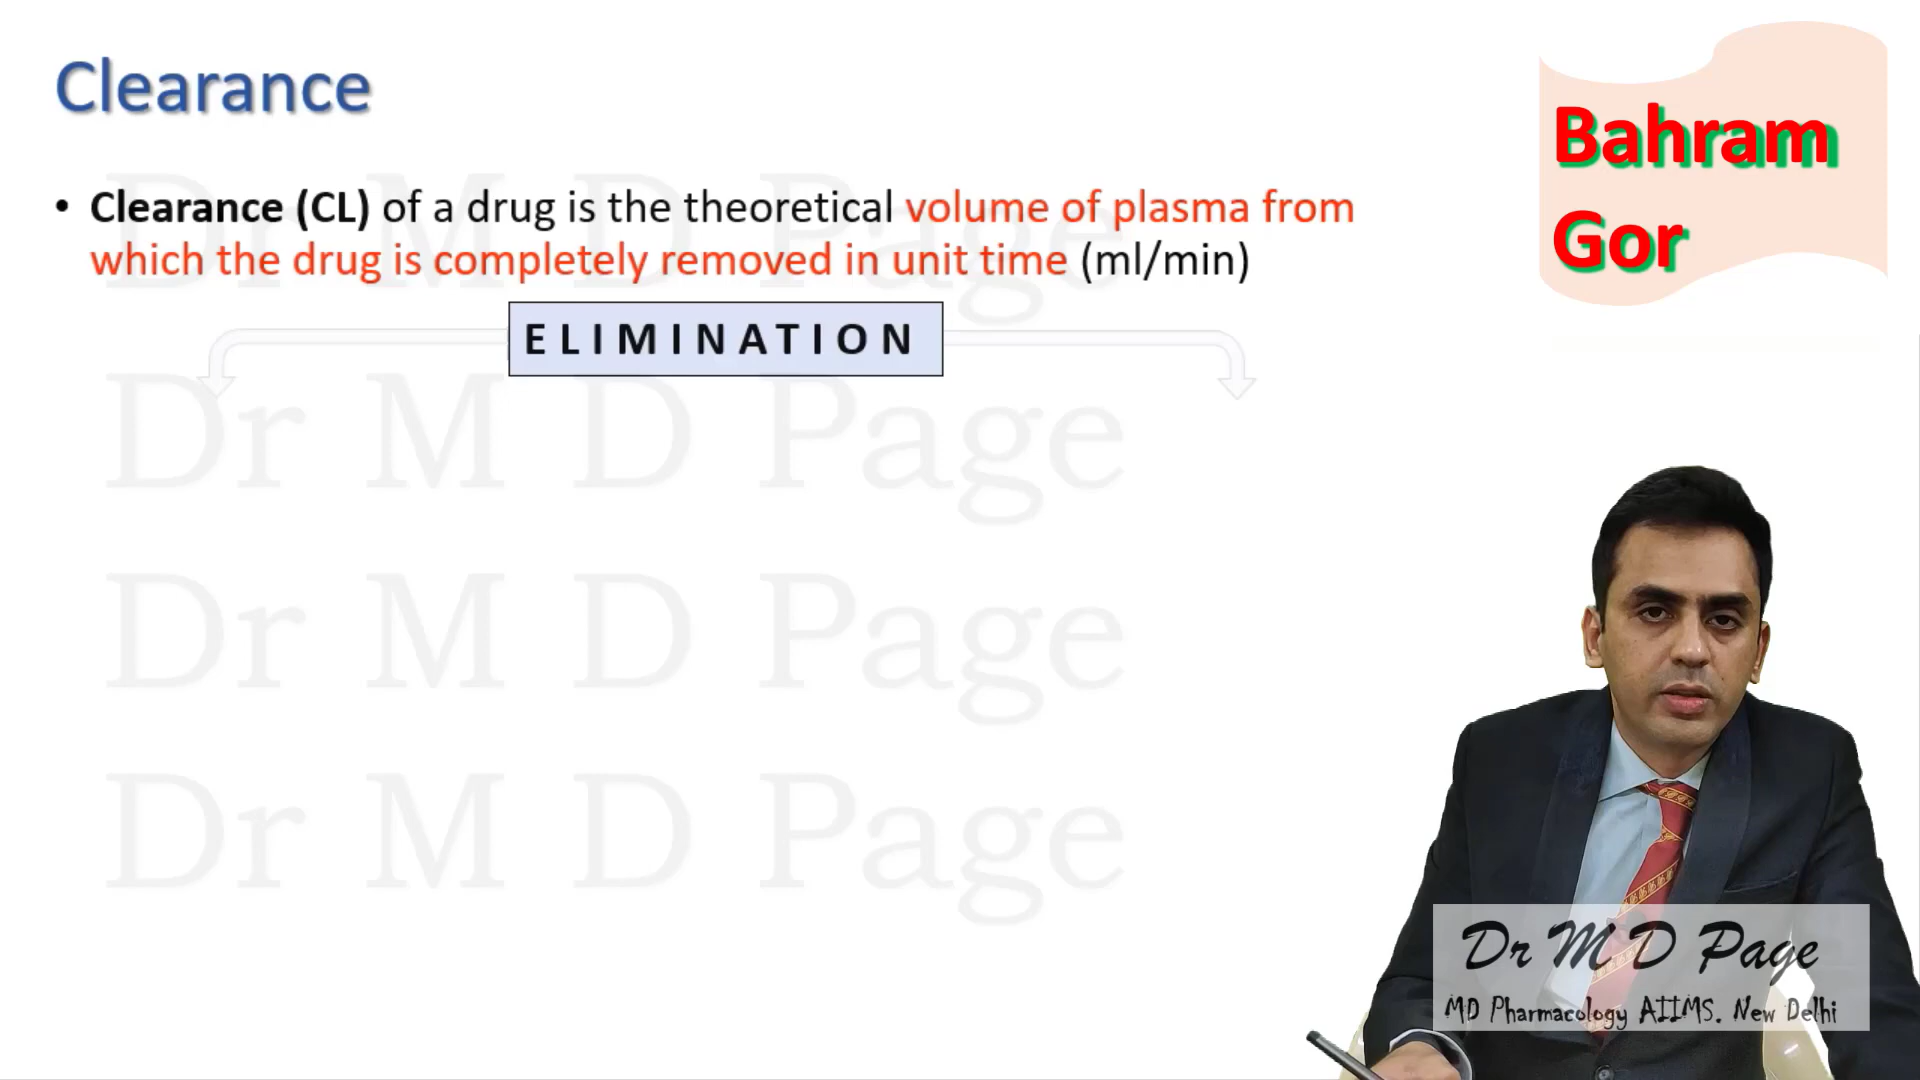 Clearance
• Clearance (CL) of a drug is the theoretical volume of plasma from
which the drug is completely removed in unit time (ml/min)
ELIMINATION
Bahram
Gor
Dr M D Page
Dr M D Page
Dr M D Page
Dr M D Page
Dr M D Page
MD Pharmacology AIIMS. New Delhi